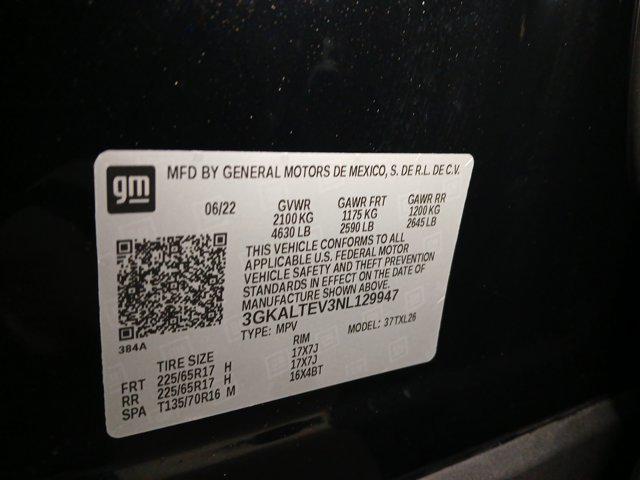 gm
MFD BY GENERAL MOTORS DE MEXICO, S. DE R.L. DE C.V.
06/22 GVWR GAWR FRT GAWR RR
2100 KG 1175 KG 1200 KG
4630 LB 2590 LB 2645 LB
THIS VEHICLE CONFORMS TO ALL
APPLICABLE U.S. FEDERAL MOTOR
VEHICLE SAFETY AND THEFT PREVENTION
STANDARDS IN EFFECT ON THE DATE OF
MANUFACTURE SHOWN ABOVE.
3GKALTEV3NL129947
TYPE: MPV MODEL: 37TXL26
384A
TIRE SIZE RIM
FRT 225/65R17 H 17X7J
RR 225/65R17 H 17X7J
SPA T135/70R16 M 16X4BT